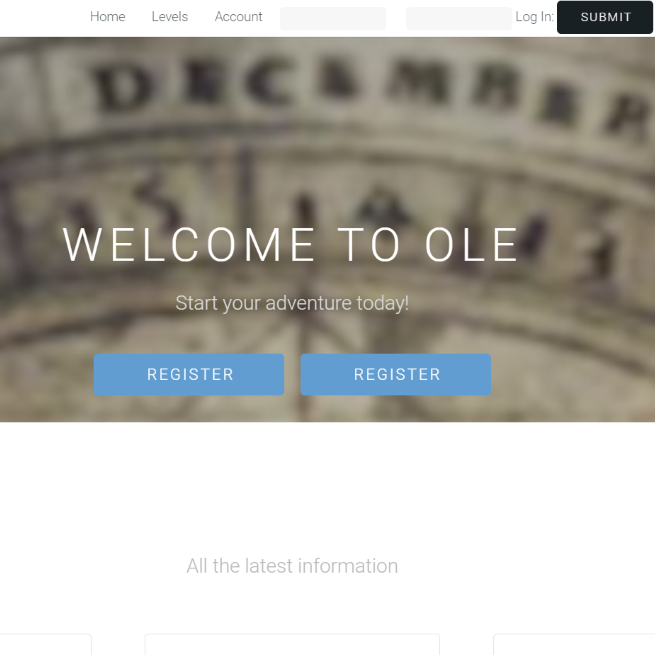 Home Levels Account Log In: SUBMIT
DECEMBER
WELCOME TO OLE
Start your adventure today!
REGISTER REGISTER
All the latest information